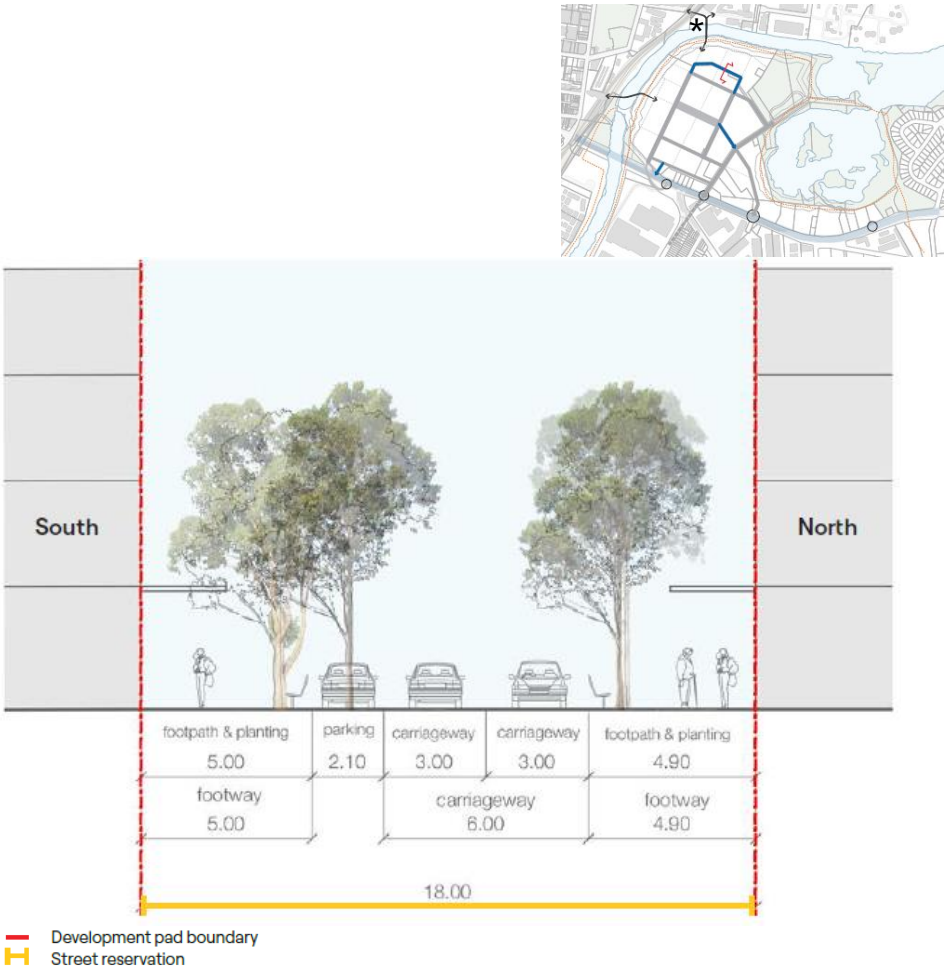 *
South
North
footpath & planting
parking
carriageway
carriageway
footpath & planting
5.00
2.10
3.00
3.00
4.90
footway
carriageway
footway
5.00
6.00
4.90
18.00
Development pad boundary
Street reservation